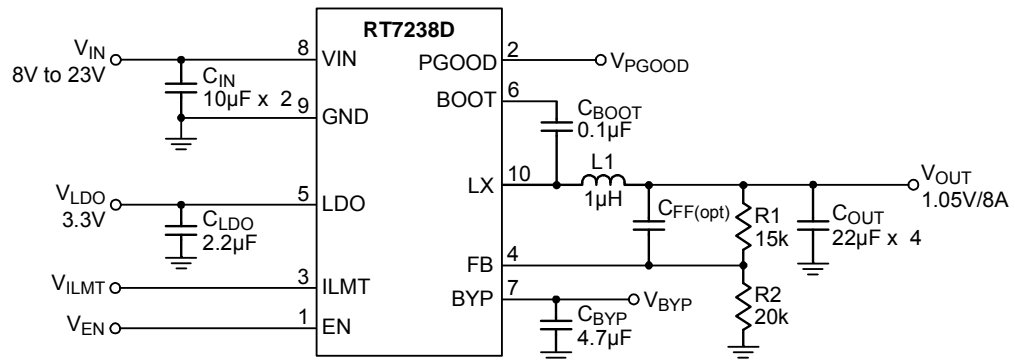 RT7238D
VIN
8V to 23V
8
VIN
CIN
10µF x 2
9
GND
VLDO
3.3V
5
LDO
CLDO
2.2µF
VILMT
3
ILMT
VEN
1
EN
PGOOD
2
VPGOOD
BOOT
6
CBOOT
0.1µF
LX
10
L1
1µH
VOUT
1.05V/8A
CFF(opt)
R1
15k
COUT
22µF x 4
FB
4
R2
20k
BYP
7
VBYP
CBYP
4.7µF